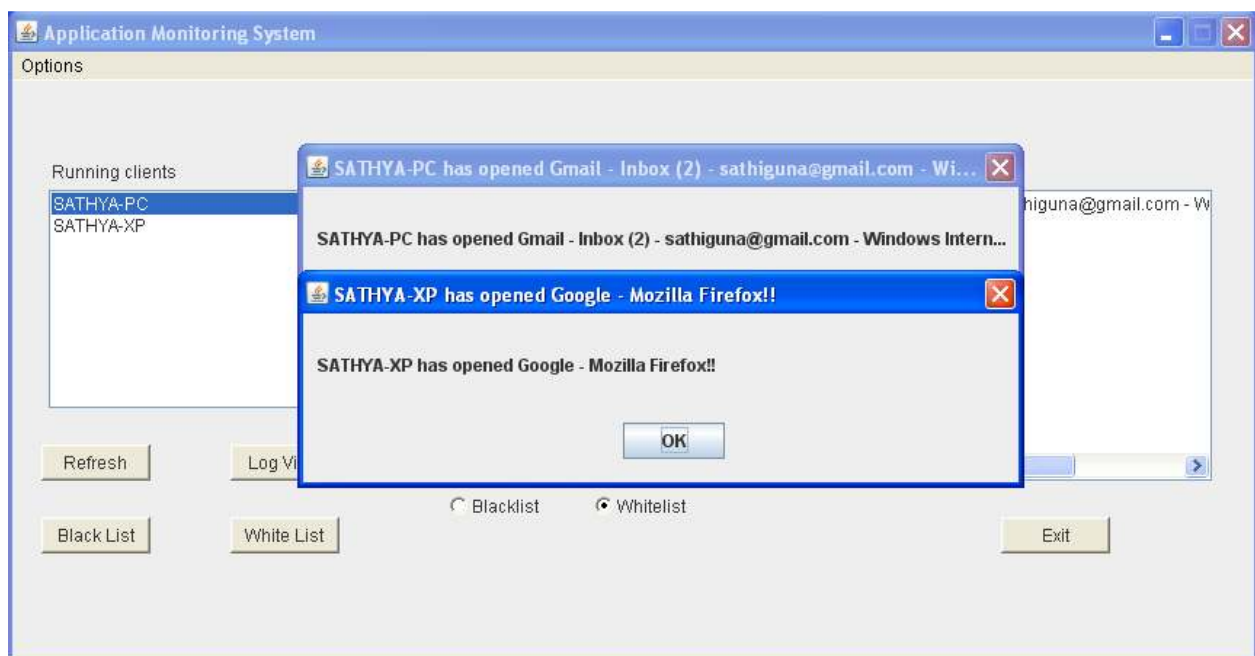 Application Monitoring System
Options
Running clients
SATHYA-PC
SATHYA-XP
SATHYA-PC has opened Gmail - Inbox (2) - sathiguna@gmail.com - Wi...
SATHYA-PC has opened Gmail - Inbox (2) - sathiguna@gmail.com - Windows Intern...
higuna@gmail.com - W
SATHYA-XP has opened Google - Mozilla Firefox!!
SATHYA-XP has opened Google - Mozilla Firefox!!
OK
Refresh
Log Vi
Blacklist
Whitelist
Black List
White List
Exit